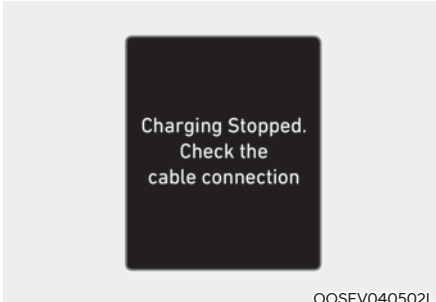 Charging Stopped.
Check the
cable connection
OOSEV040502L